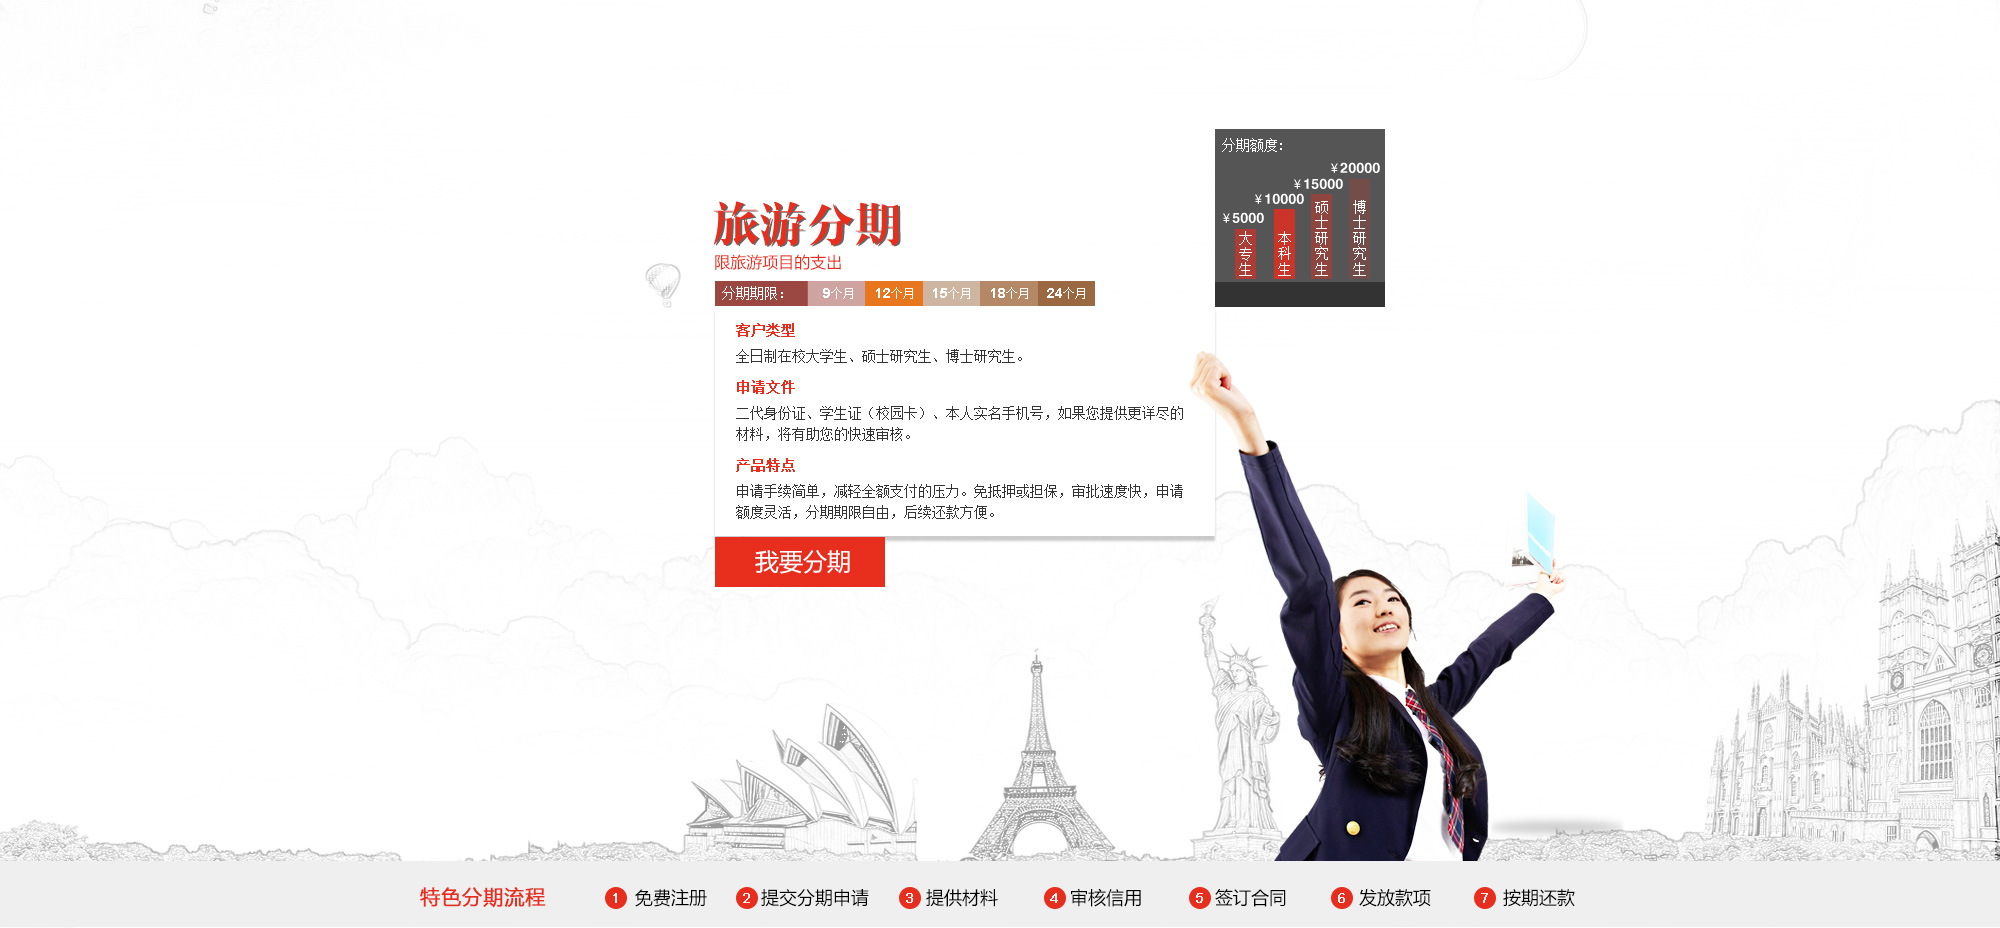 旅游分期
限旅游项目的支出
分期期限： 9个月 12个月 15个月 18个月 24个月
分期额度：
¥5000 ¥10000 ¥15000 ¥20000
大专生 本科生 硕士研究生 博士研究生
客户类型
全日制在校大学生、硕士研究生、博士研究生。
申请文件
二代身份证、学生证（校园卡）、本人实名手机号，如果您提供更详尽的
材料，将有助您的快速审核。
产品特点
申请手续简单，减轻全额支付的压力。免抵押或担保，审批速度快，申请
额度灵活，分期期限自由，后续还款方便。
我要分期
特色分期流程 1 免费注册 2 提交分期申请 3 提供材料 4 审核信用 5 签订合同 6 发放款项 7 按期还款